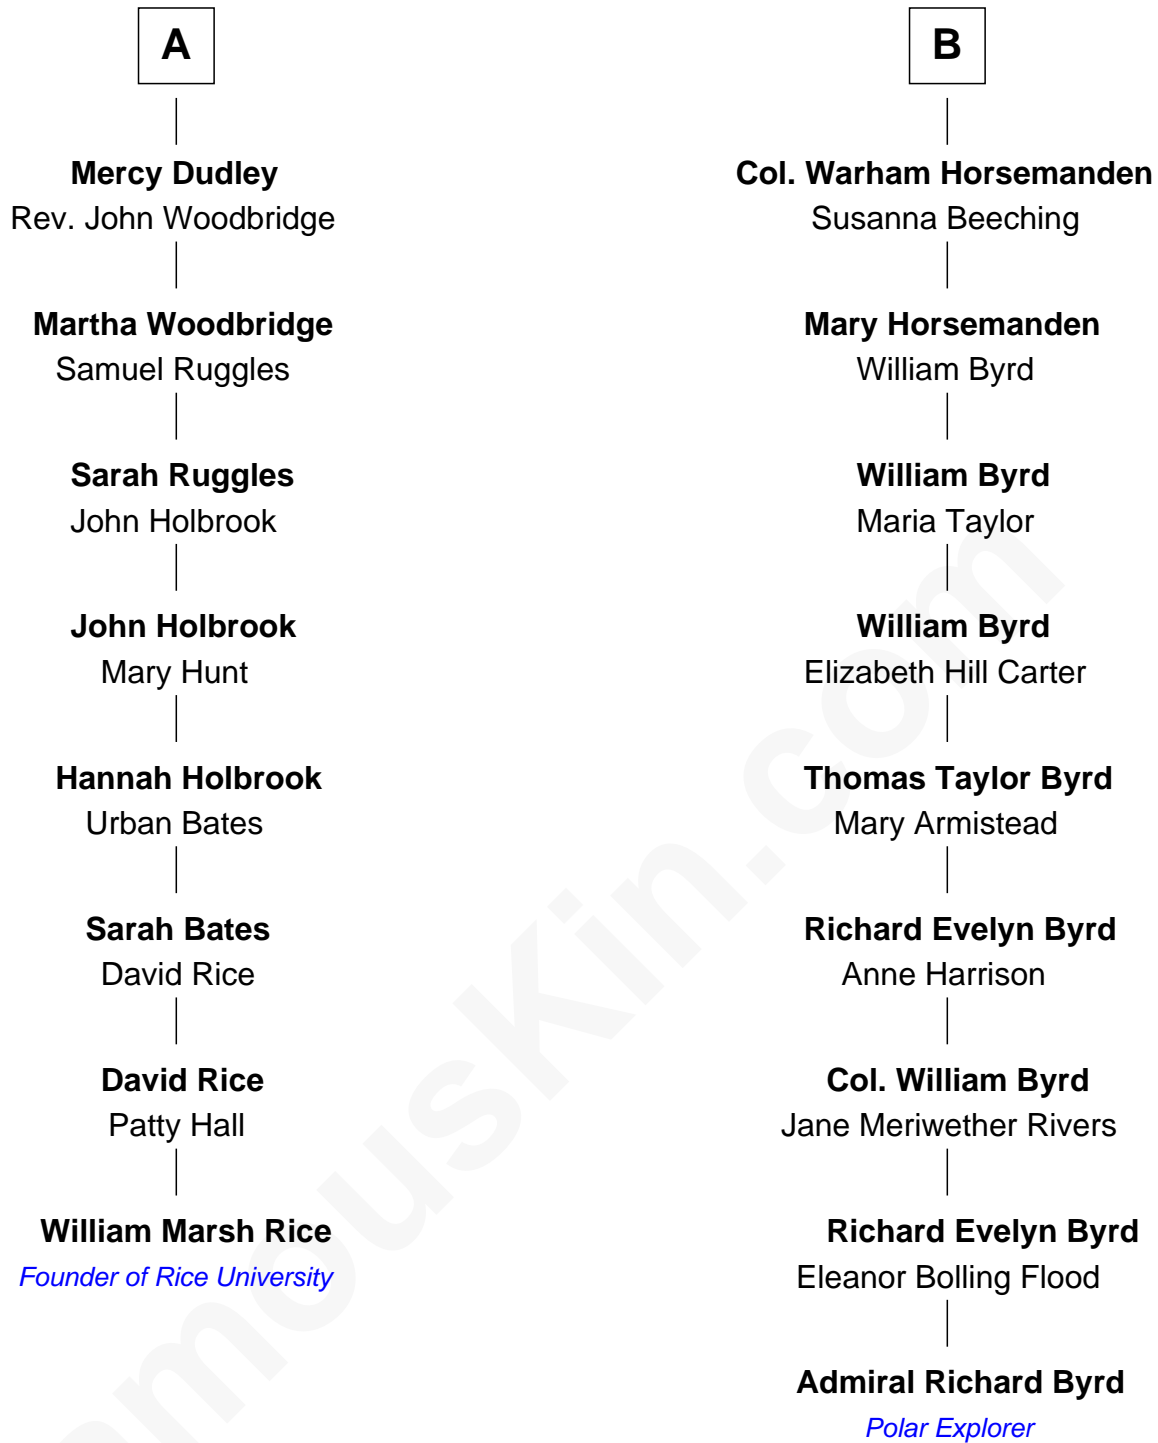 A
Mercy Dudley
Rev. John Woodbridge
Martha Woodbridge
Samuel Ruggles
Sarah Ruggles
John Holbrook
John Holbrook
Mary Hunt
Hannah Holbrook
Urban Bates
Sarah Bates
David Rice
David Rice
Patty Hall
William Marsh Rice
Founder of Rice University
B
Col. Warham Horsemanden
Susanna Beeching
Mary Horsemanden
William Byrd
William Byrd
Maria Taylor
William Byrd
Elizabeth Hill Carter
Thomas Taylor Byrd
Mary Armistead
Richard Evelyn Byrd
Anne Harrison
Col. William Byrd
Jane Meriwether Rivers
Richard Evelyn Byrd
Eleanor Bolling Flood
Admiral Richard Byrd
Polar Explorer
amousKin.com